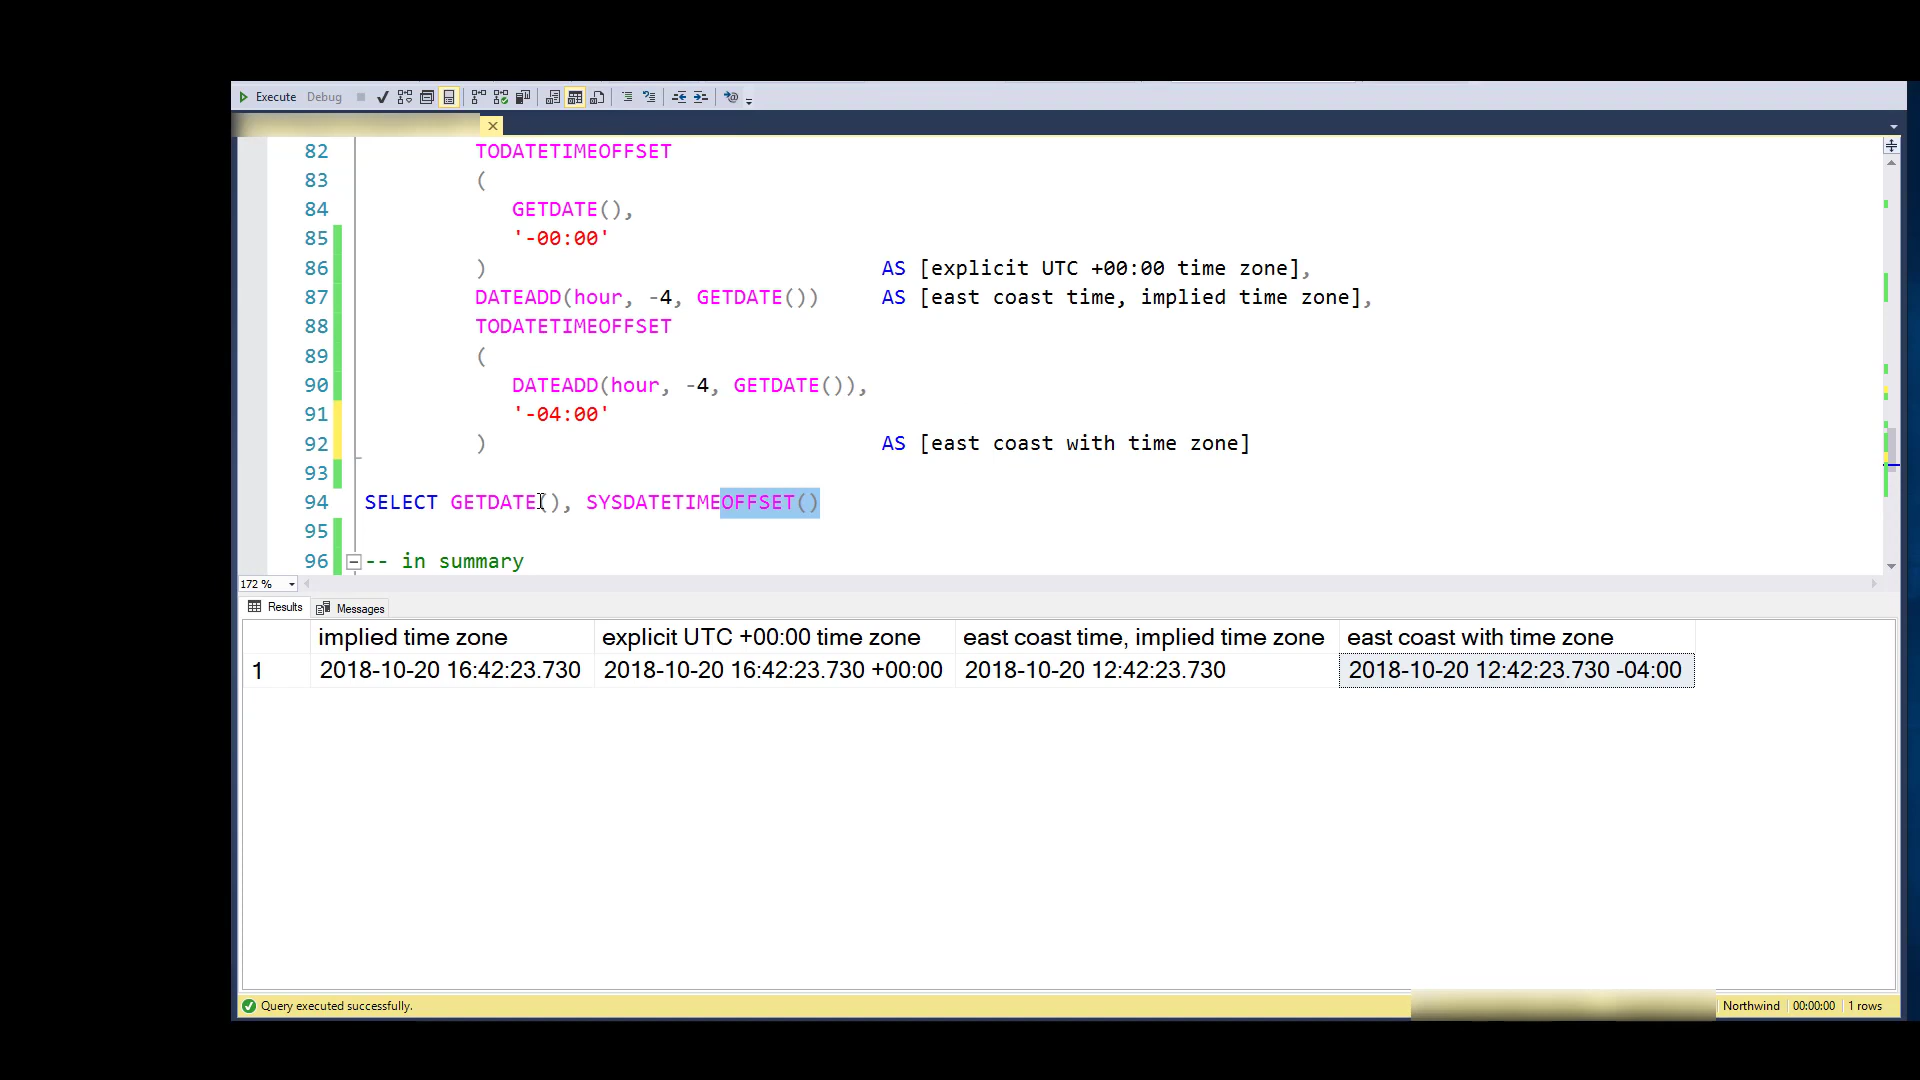 Execute Debug
82 TODATETIMEOFFSET
83 (
84 GETDATE(),
85 '-00:00'
86 ) AS [explicit UTC +00:00 time zone],
87 DATEADD(hour, -4, GETDATE()) AS [east coast time, implied time zone],
88 TODATETIMEOFFSET
89 (
90 DATEADD(hour, -4, GETDATE()),
91 '-04:00'
92 ) AS [east coast with time zone]
93
94 SELECT GETDATE(), SYSDATETIMEOFFSET()
95
96 -- in summary
172 %
Results Messages
implied time zone explicit UTC +00:00 time zone east coast time, implied time zone east coast with time zone
1 2018-10-20 16:42:23.730 2018-10-20 16:42:23.730 +00:00 2018-10-20 12:42:23.730 2018-10-20 12:42:23.730 -04:00
Query executed successfully. Northwind 00:00:00 1 rows